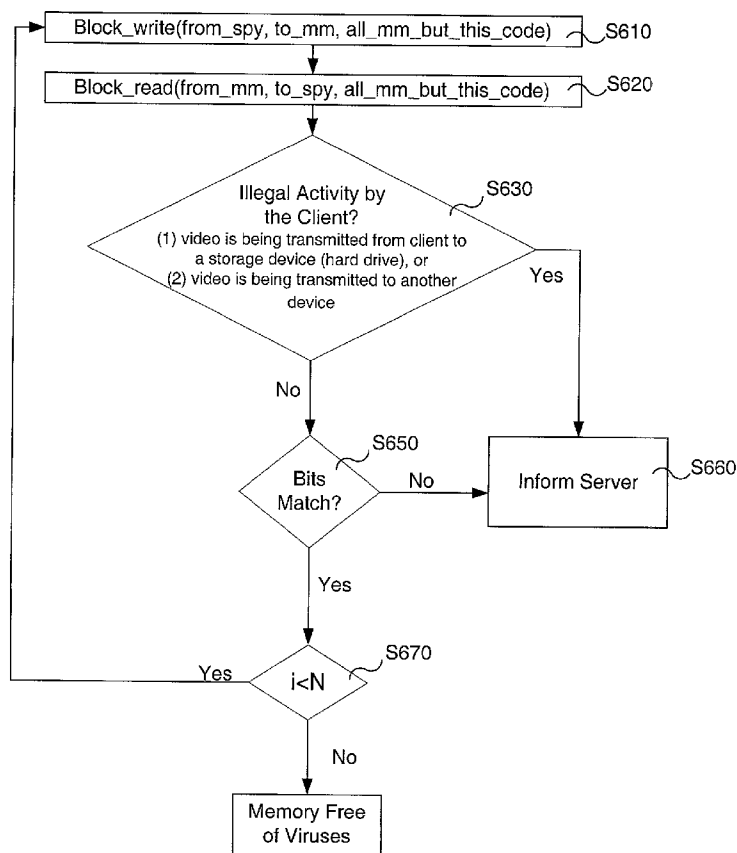 Block_write(from_spy, to_mm, all_mm_but_this_code)
S610
Block_read(from_mm, to_spy, all_mm_but_this_code)
S620
Illegal Activity by
the Client?
(1) video is being transmitted from client to
a storage device (hard drive), or
(2) video is being transmitted to another
device
S630
Yes
No
Bits
Match?
S650
No
Inform Server
S660
Yes
i<N
S670
Yes
No
Memory Free
of Viruses